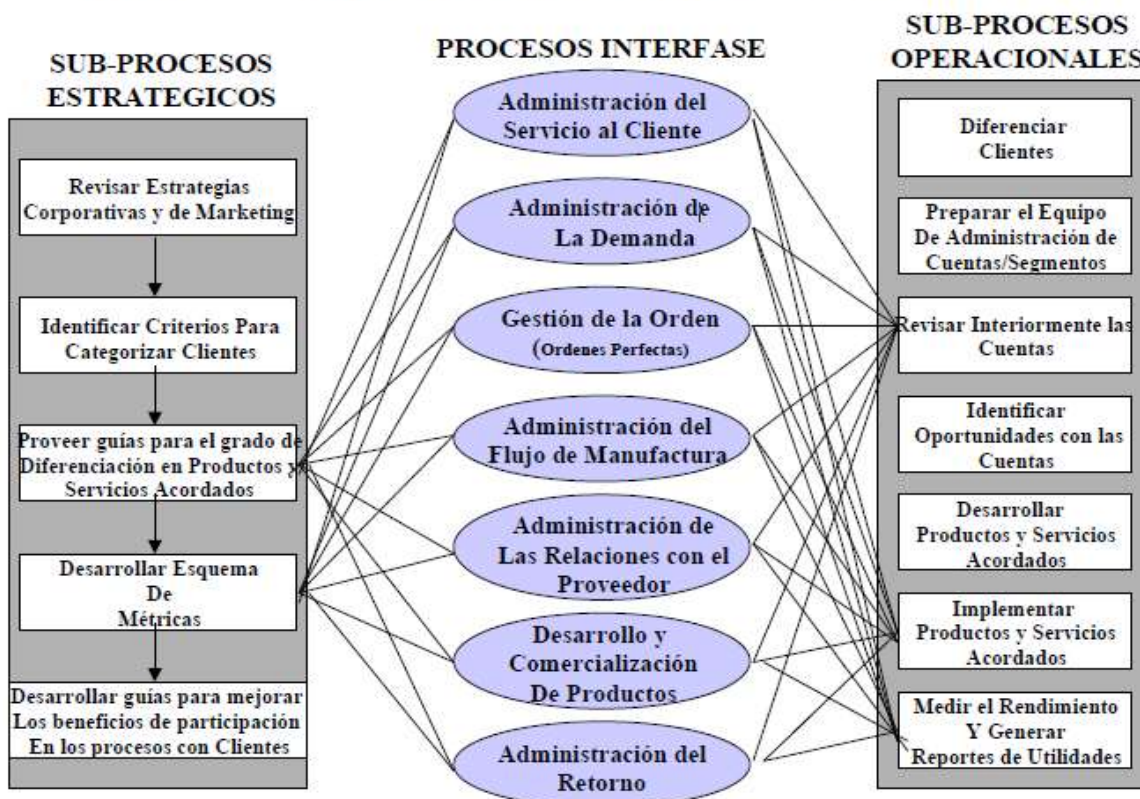 SUB-PROCESOS
ESTRATEGICOS
Revisar Estrategias
Corporativas y de Marketing
Identificar Criterios Para
Categorizar Clientes
Proveer guías para el grado de
Diferenciación en Productos y
Servicios Acordados
Desarrollar Esquema
De
Métricas
Desarrollar guías para mejorar
Los beneficios de participación
En los procesos con Clientes
PROCESOS INTERFASE
Administración del
Servicio al Cliente
Administración de
La Demanda
Gestión de la Orden
(Ordenes Perfectas)
Administración del
Flujo de Manufactura
Administración de
Las Relaciones con el
Proveedor
Desarrollo y
Comercialización
De Productos
Administración del
Retorno
SUB-PROCESOS
OPERACIONALES
Diferenciar
Clientes
Preparar el Equipo
De Administración de
Cuentas/Segmentos
Revisar Interiormente las
Cuentas
Identificar
Oportunidades con las
Cuentas
Desarrollar
Productos y Servicios
Acordados
Implementar
Productos y Servicios
Acordados
Medir el Rendimiento
Y Generar
Reportes de Utilidades